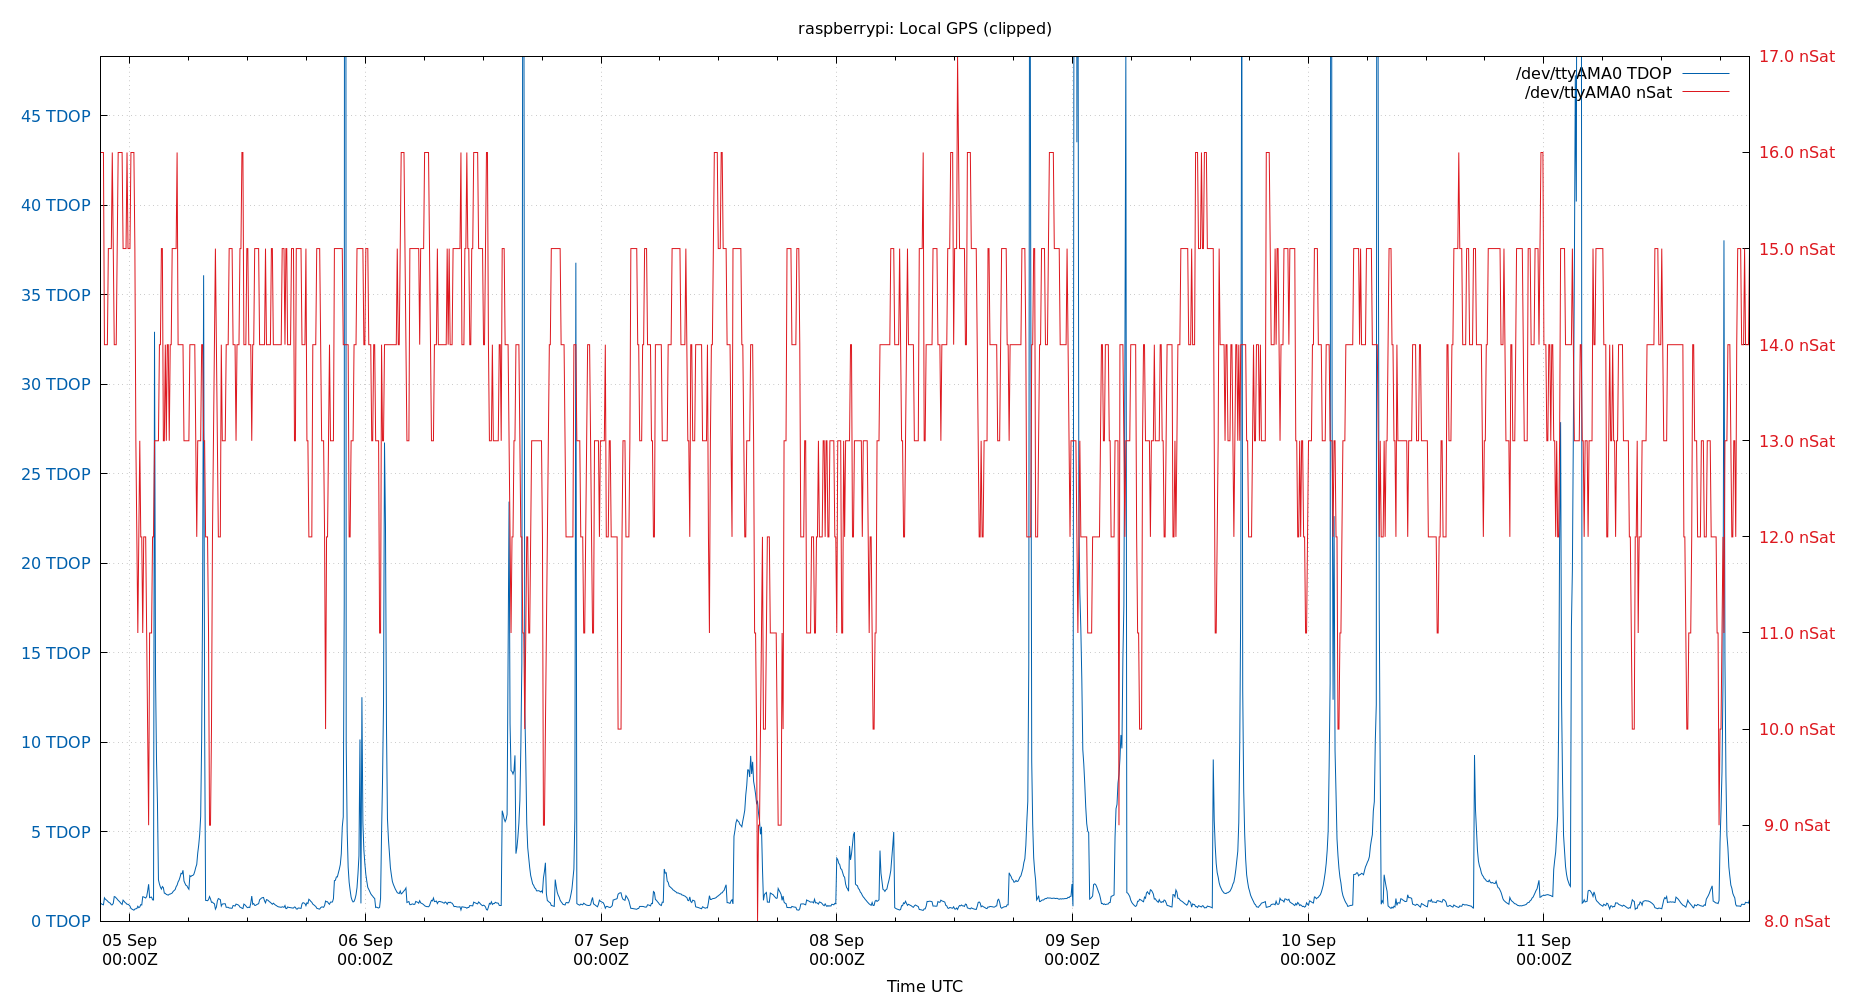 raspberrypi: Local GPS (clipped)
17.0 nSat
/dev/ttyAMA0 TDOP
/dev/ttyAMA0 nSat
45 TDOP
16.0 nSat
40 TDOP
15.0 nSat
35 TDOP
14.0 nSat
30 TDOP
13.0 nSat
25 TDOP
12.0 nSat
20 TDOP
11.0 nSat
15 TDOP
10.0 nSat
10 TDOP
9.0 nSat
5 TDOP
8.0 nSat
0 TDOP
05 Sep 06 Sep 07 Sep 08 Sep 09 Sep 10 Sep 11 Sep
00:00Z 00:00Z 00:00Z 00:00Z 00:00Z 00:00Z 00:00Z
Time UTC